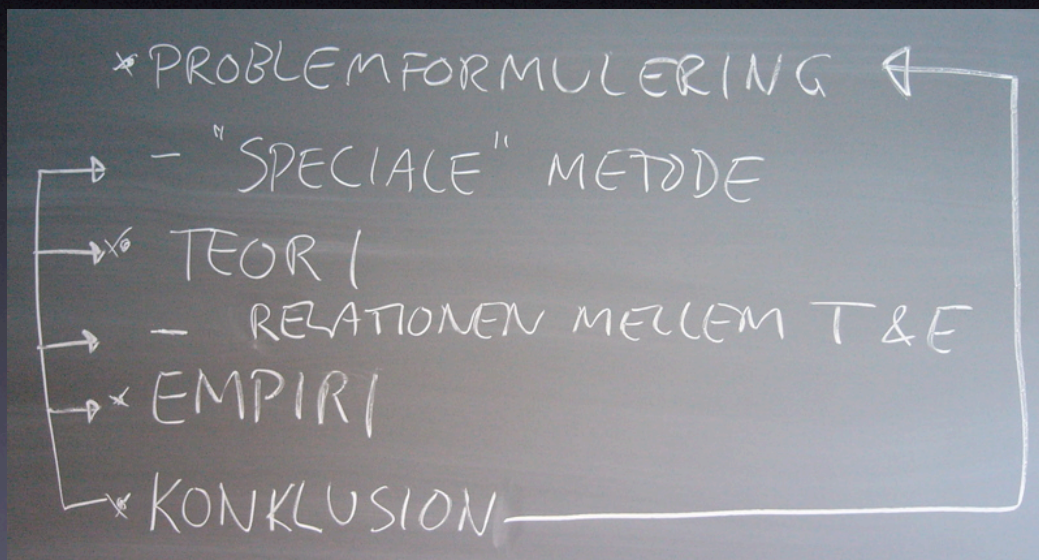 * PROBLEMFORMULERING
- "SPECIALE" METODE
* TEORI
- RELATIONEN MELLEM T & E
* EMPIRI
* KONKLUSION